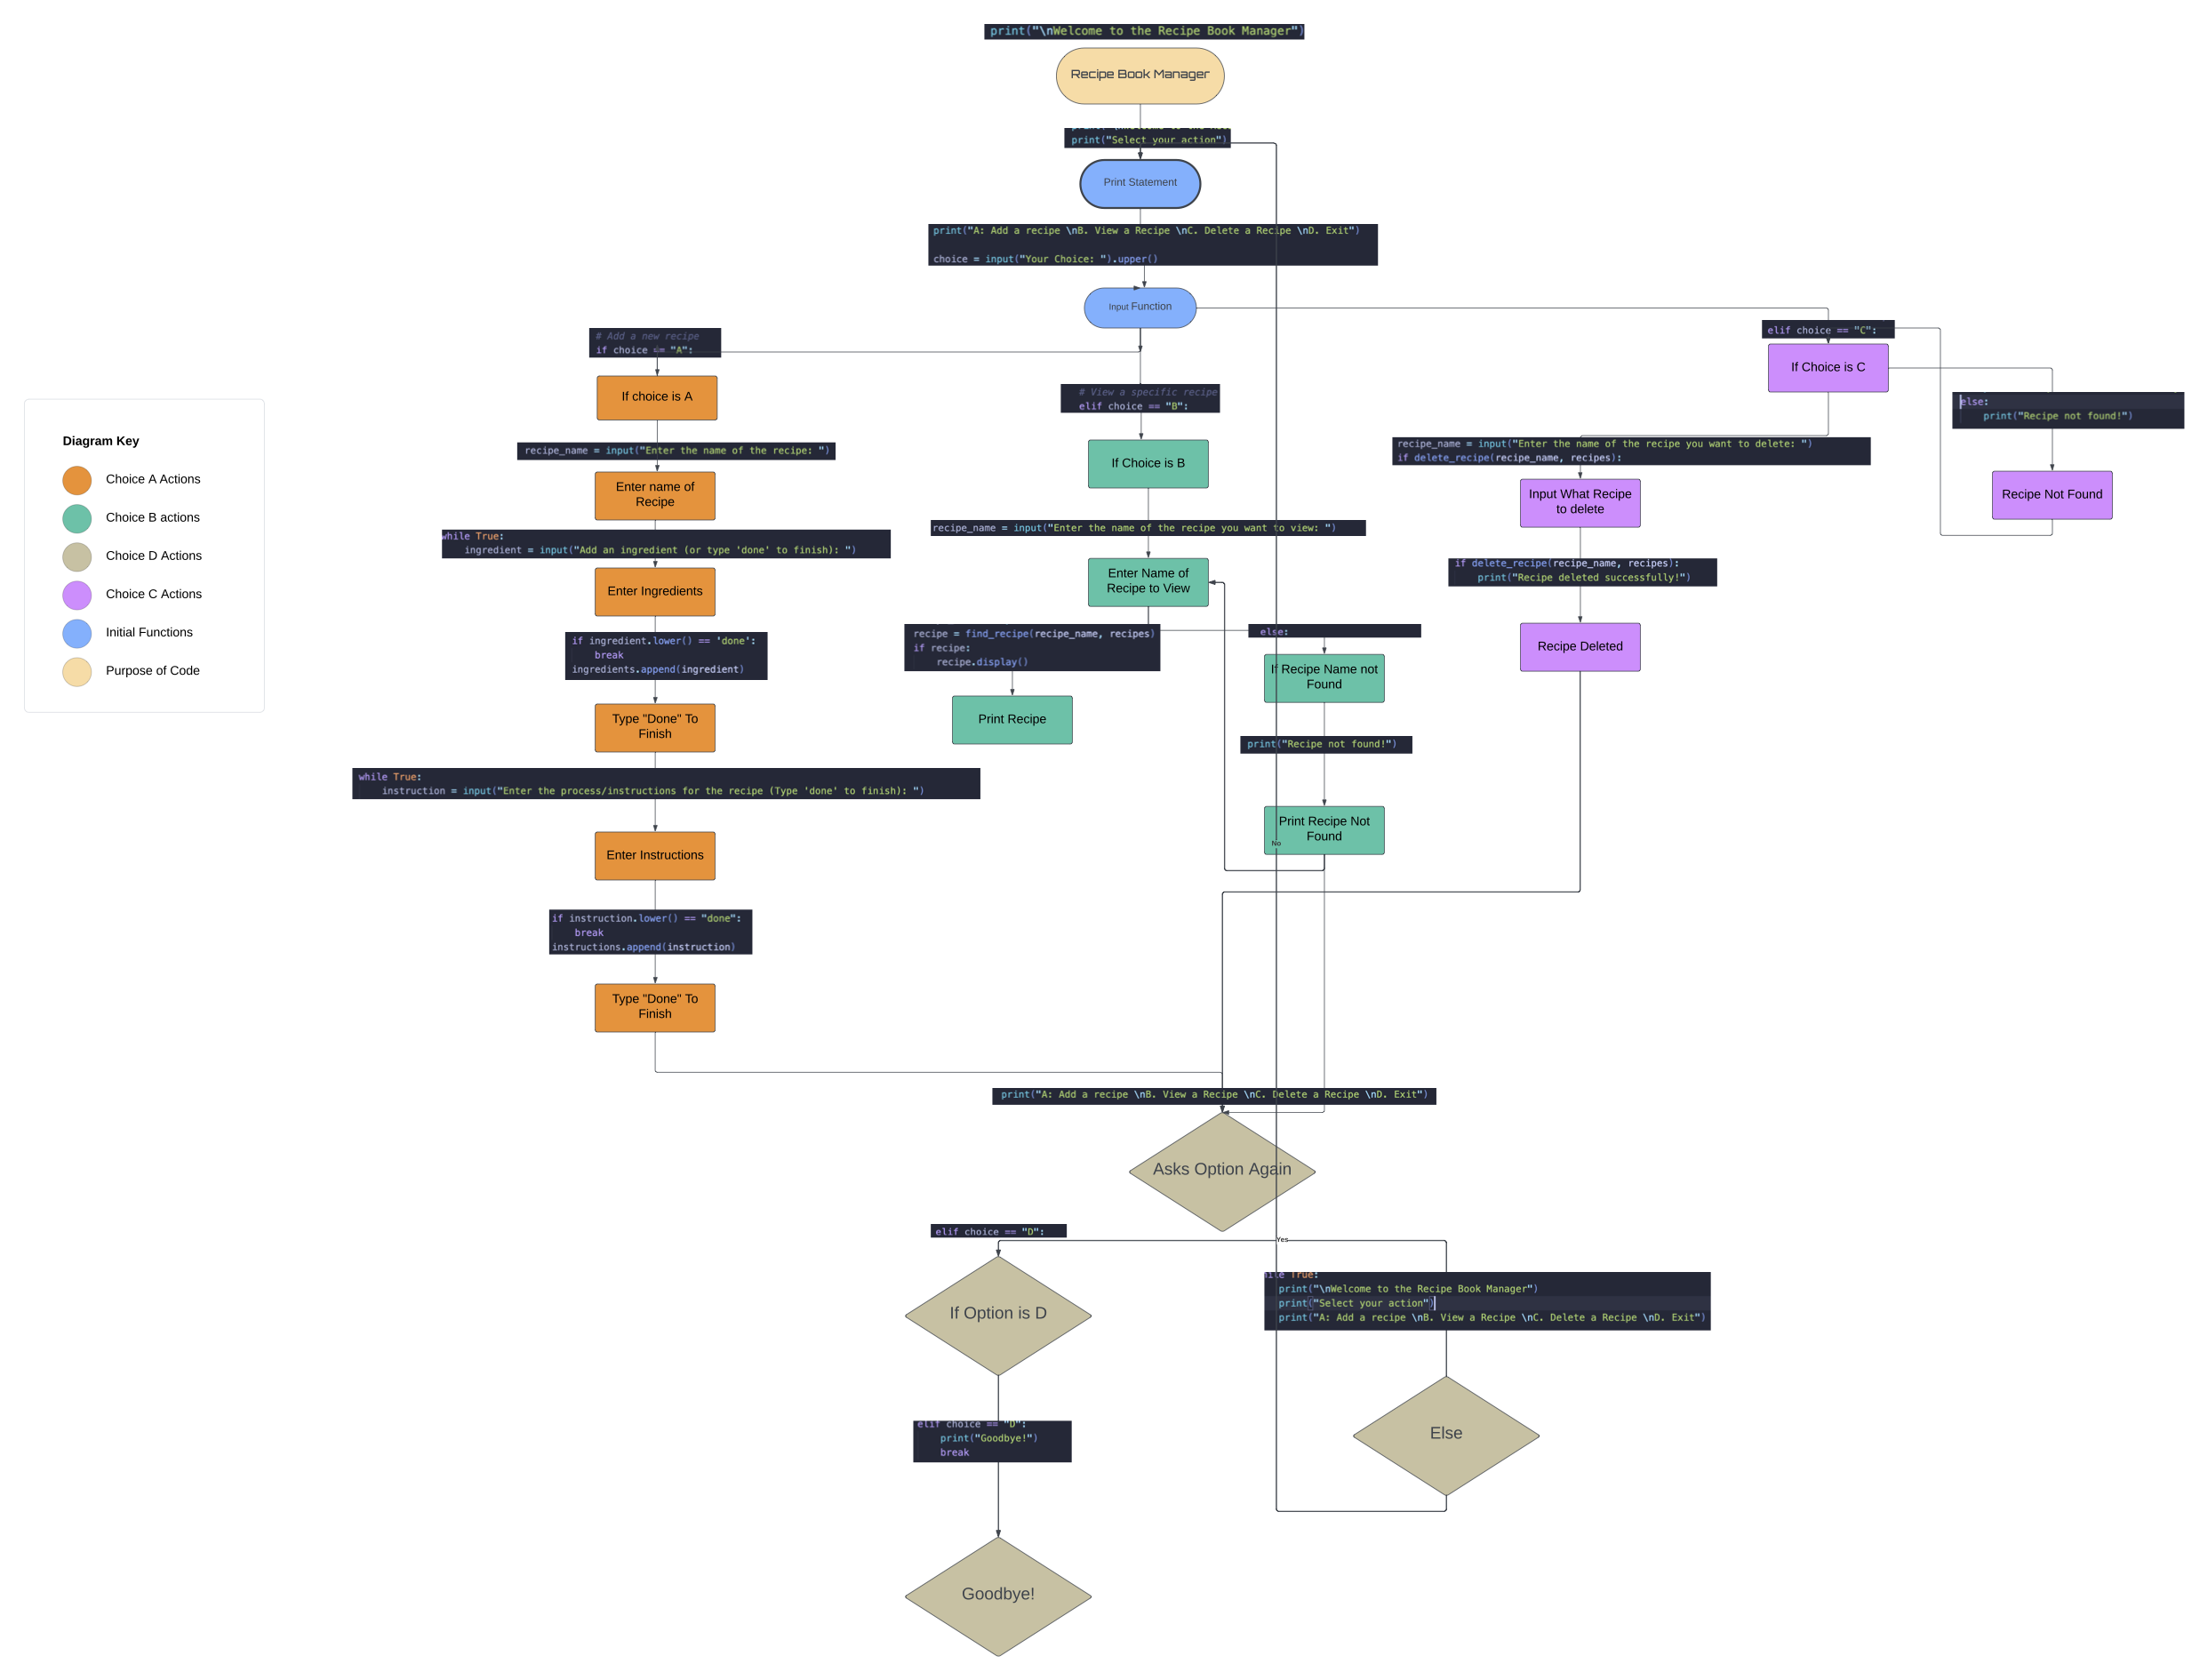 print("\nWelcome to the Recipe Book Manager")
Recipe Book Manager
print("Select your action")
Print Statement
print("A: Add a recipe \nB. View a Recipe \nC. Delete a Recipe \nD. Exit")
choice = input("Your Choice: ").upper()
Input Function
# Add a new recipe
if choice == "A":
If choice is A
recipe_name = input("Enter the name of the recipe: ")
Enter name of
Recipe
while True:
ingredient = input("Add an ingredient (or type 'done' to finish): ")
Enter Ingredients
if ingredient.lower() == 'done':
break
ingredients.append(ingredient)
Type "Done" To
Finish
while True:
instruction = input("Enter the process/instructions for the recipe (Type 'done' to finish): ")
Enter Instructions
if instruction.lower() == "done":
break
instructions.append(instruction)
Type "Done" To
Finish
# View a specific recipe
elif choice == "B":
If Choice is B
recipe_name = input("Enter the name of the recipe you want to view: ")
Enter Name of
Recipe to View
recipe = find_recipe(recipe_name, recipes)
if recipe:
recipe.display()
Print Recipe
else:
If Recipe Name not
Found
print("Recipe not found!")
Print Recipe Not
Found
No
elif choice == "C":
If Choice is C
recipe_name = input("Enter the name of the recipe you want to delete: ")
if delete_recipe(recipe_name, recipes):
Input What Recipe
to delete
if delete_recipe(recipe_name, recipes):
print("Recipe deleted successfully!")
Recipe Deleted
else:
print("Recipe not found!")
Recipe Not Found
Diagram Key
Choice A Actions
Choice B actions
Choice D Actions
Choice C Actions
Initial Functions
Purpose of Code
print("A: Add a recipe \nB. View a Recipe \nC. Delete a Recipe \nD. Exit")
Asks Option Again
elif choice == "D":
Yes
If Option is D
elif choice == "D":
print("Goodbye!")
break
Goodbye!
True:
print("\nWelcome to the Recipe Book Manager")
print("Select your action")
print("A: Add a recipe \nB. View a Recipe \nC. Delete a Recipe \nD. Exit")
Else